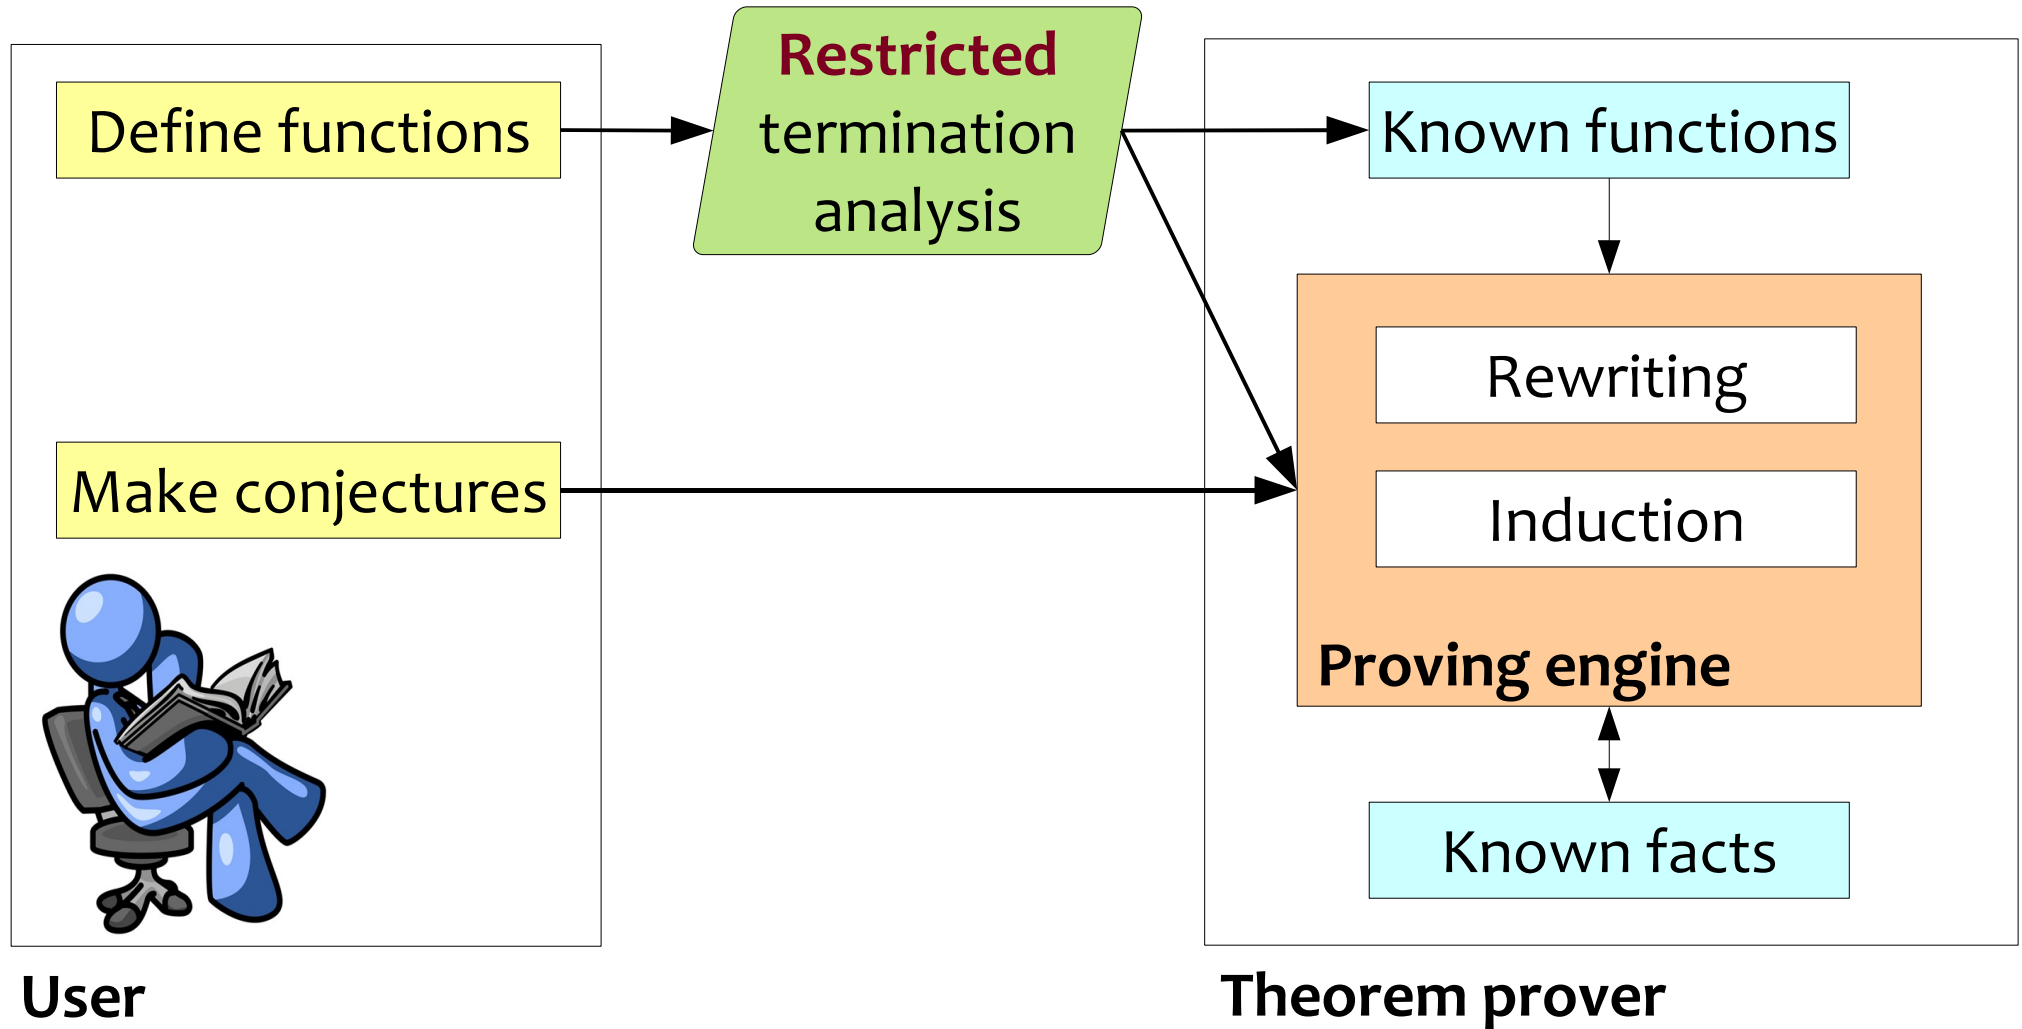 Define functions
Restricted
termination
analysis
Known functions
Make conjectures
Rewriting
Induction
Proving engine
Known facts
User
Theorem prover